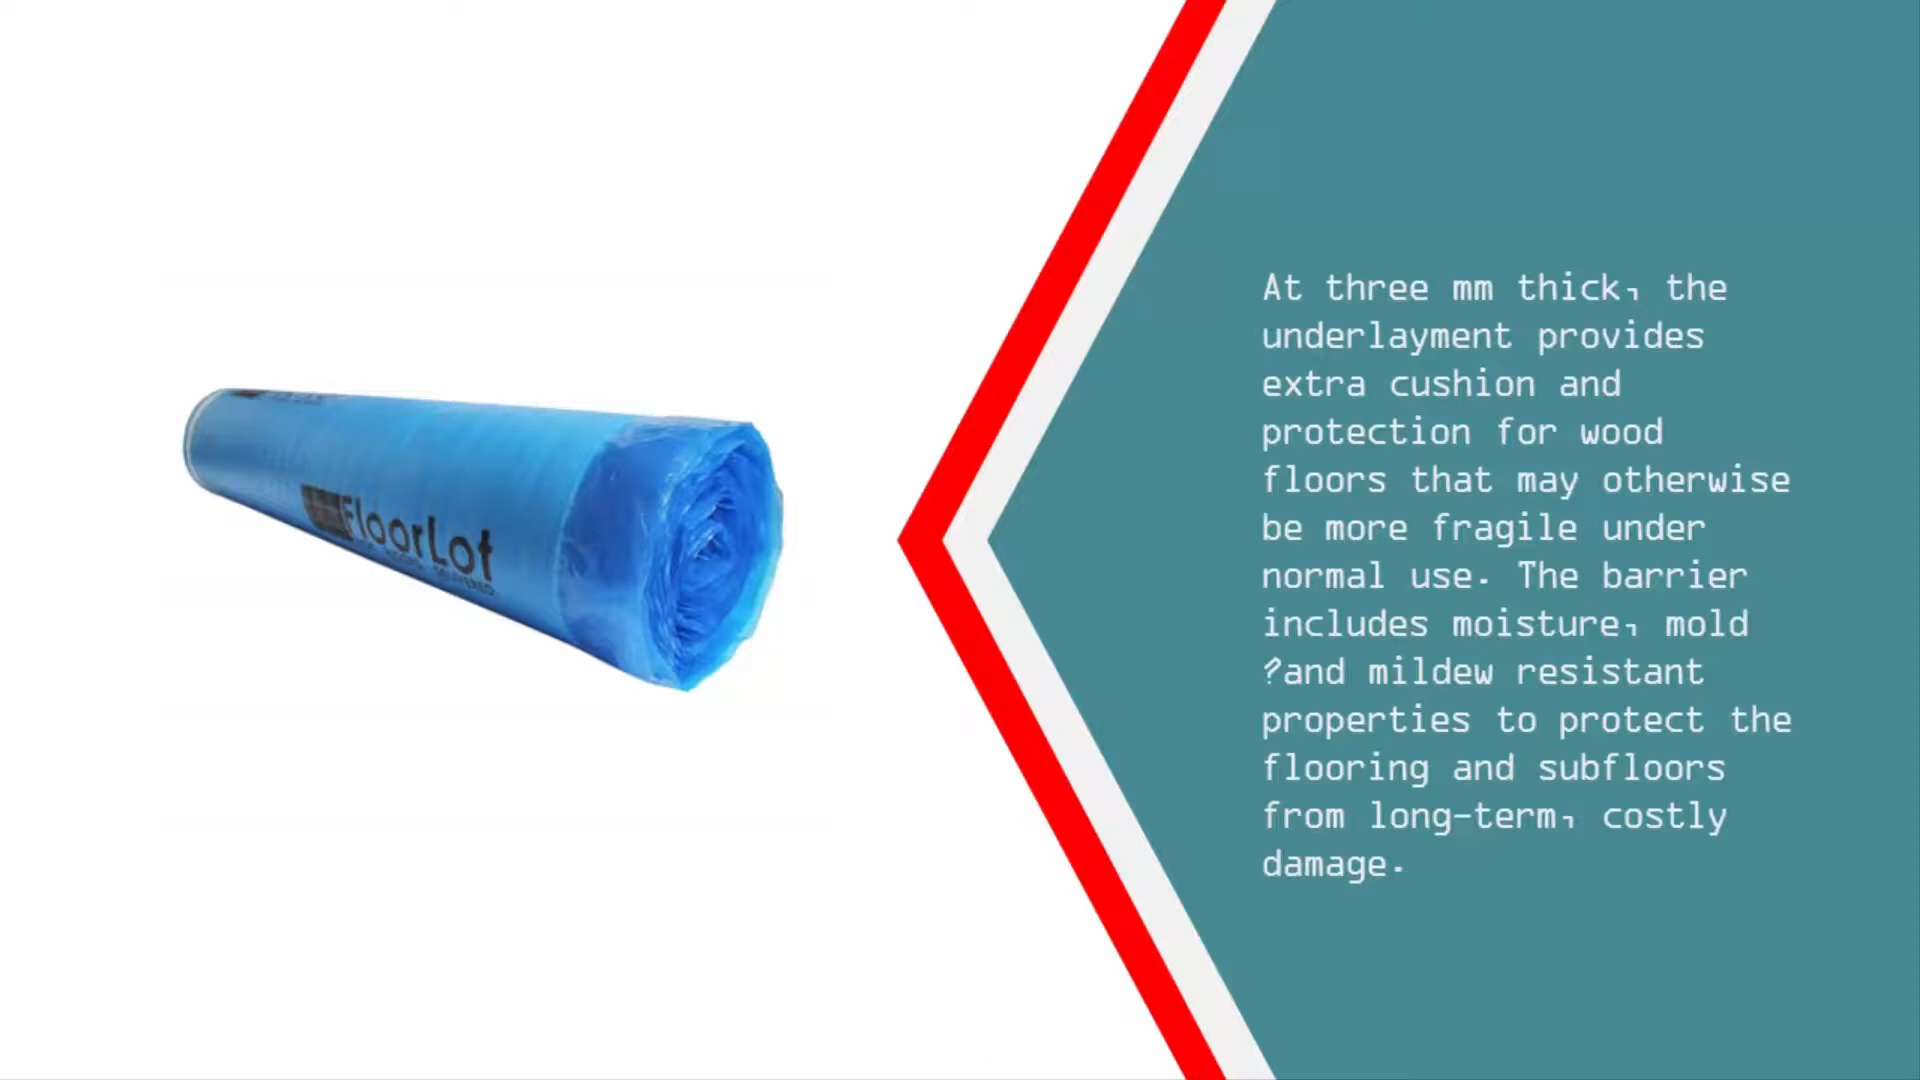 FloorLot
At three mm thick, the
underlayment provides
extra cushion and
protection for wood
floors that may otherwise
be more fragile under
normal use. The barrier
includes moisture, mold
?and mildew resistant
properties to protect the
flooring and subfloors
from long-term, costly
damage.